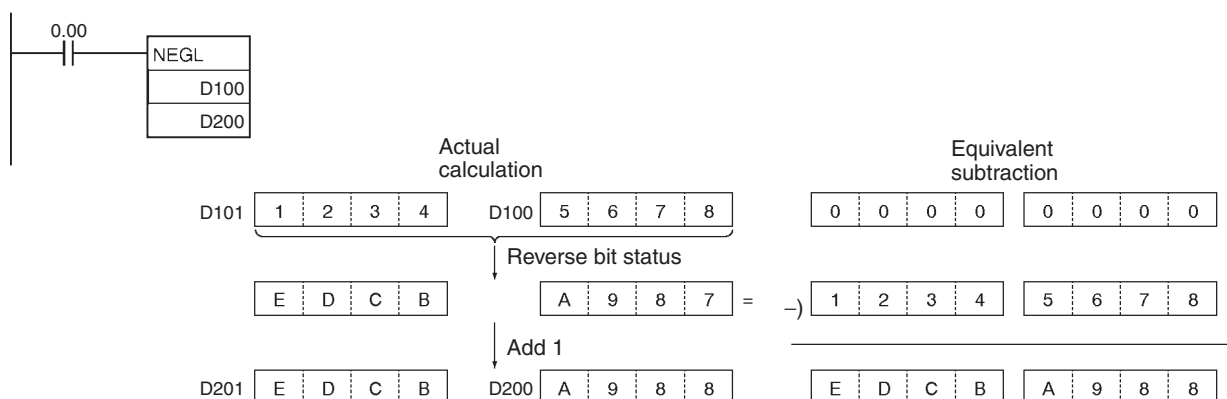 0.00
NEGL
D100
D200
Actual
calculation
Equivalent
subtraction
D101 1 2 3 4 D100 5 6 7 8 0 0 0 0 0 0 0 0
Reverse bit status
E D C B A 9 8 7 = –) 1 2 3 4 5 6 7 8
Add 1
D201 E D C B D200 A 9 8 8 E D C B A 9 8 8